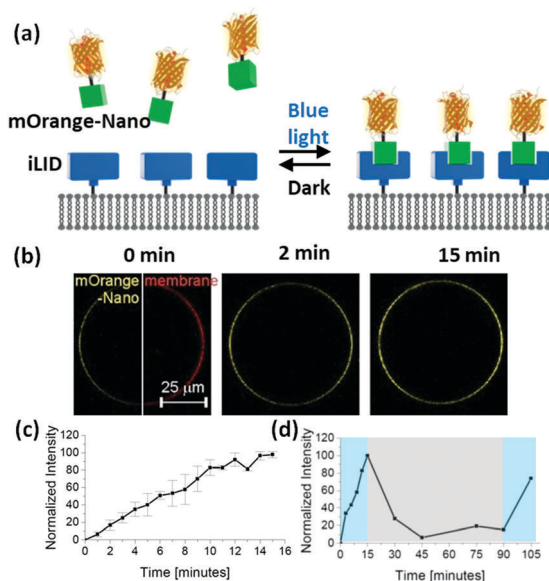 (a)
mOrange-Nano
iLID
Blue
light
Dark
(b)
0 min
2 min
15 min
mOrange
-Nano
membrane
25 μm
(c)
Normalized Intensity
120
100
80
60
40
20
0
0 2 4 6 8 10 12 14 16
Time [minutes]
(d)
Normalized Intensity
140
120
100
80
60
40
20
0
0 15 30 45 60 75 90 105
Time [minutes]